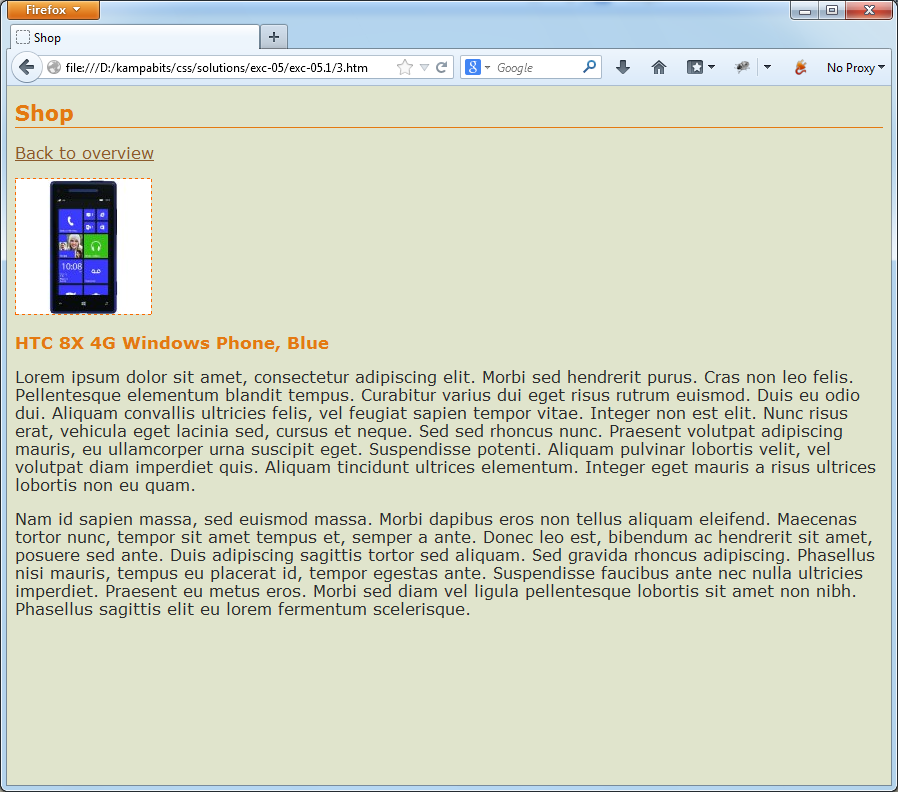 Firefox
Shop
file:///D:/kampabits/css/solutions/exc-05/exc-05.1/3.htm
8
Google
No Proxy
Shop
Back to overview
10:08
HTC 8X 4G Windows Phone, Blue
Lorem ipsum dolor sit amet, consectetur adipiscing elit. Morbi sed hendrerit purus. Cras non leo felis.
Pellentesque elementum blandit tempus. Curabitur varius dui eget risus rutrum euismod. Duis eu odio
dui. Aliquam convallis ultricies felis, vel feugiat sapien tempor vitae. Integer non est elit. Nunc risus
erat, vehicula eget lacinia sed, cursus et neque. Sed sed rhoncus nunc. Praesent volutpat adipiscing
mauris, eu ullamcorper urna suscipit eget. Suspendisse potenti. Aliquam pulvinar lobortis velit, vel
volutpat diam imperdiet quis. Aliquam tincidunt ultrices elementum. Integer eget mauris a risus ultrices
lobortis non eu quam.
Nam id sapien massa, sed euismod massa. Morbi dapibus eros non tellus aliquam eleifend. Maecenas
tortor nunc, tempor sit amet tempus et, semper a ante. Donec leo est, bibendum ac hendrerit sit amet,
posuere sed ante. Duis adipiscing sagittis tortor sed aliquam. Sed gravida rhoncus adipiscing. Phasellus
nisi mauris, tempus eu placerat id, tempor egestas ante. Suspendisse faucibus ante nec nulla ultricies
imperdiet. Praesent eu metus eros. Morbi sed diam vel ligula pellentesque lobortis sit amet non nibh.
Phasellus sagittis elit eu lorem fermentum scelerisque.